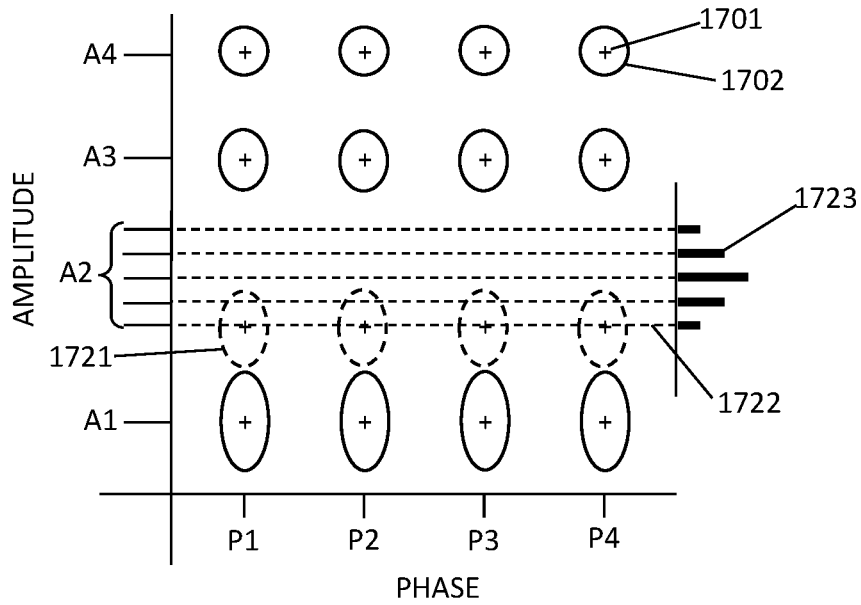 1701
A4
1702
A3
1723
AMPLITUDE
A2
1721
1722
A1
P1 P2 P3 P4
PHASE